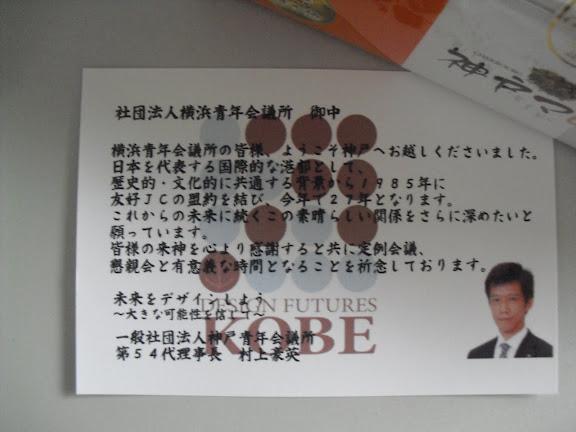 神戸
社団法人横浜青年会議所　御中
横浜青年会議所の皆様、ようこそ神戸へお越しくださいました。
日本を代表する国際的な港都として、
歴史的・文化的に共通する背景から１９８５年に
友好ＪＣの盟約を結び、今年で２７年となります。
これからの未来に続くこの素晴らしい関係をさらに深めたいと
願っています。
皆様の来神を心より感謝すると共に定例会議、
懇親会と有意義な時間となることを祈念しております。
未来をデザインしよう
～大きな可能性を信じて～
DESIGN FUTURES
KOBE
一般社団法人神戸青年会議所
第５４代理事長　村上豪英